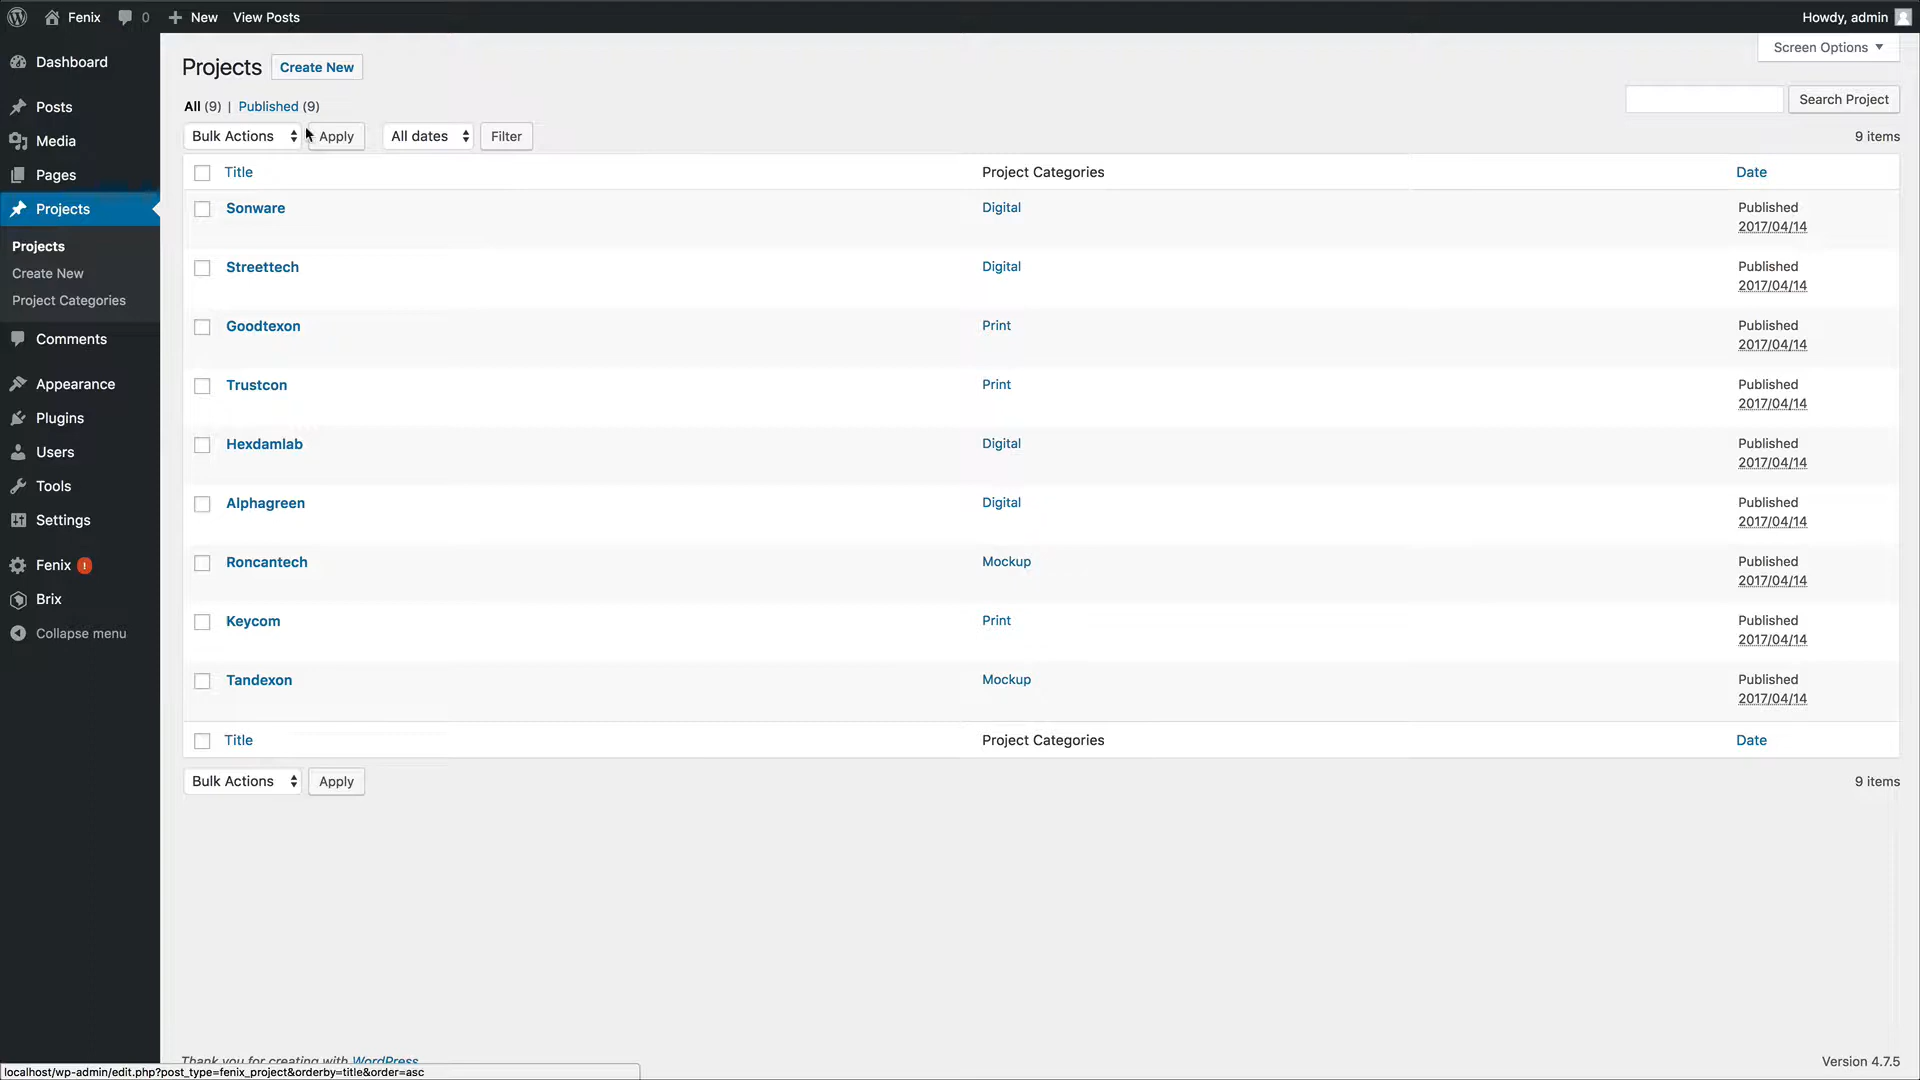 Fenix 0 New View Posts Howdy, admin
Dashboard
Posts
Media
Pages
Projects
Projects
Create New
Project Categories
Comments
Appearance
Plugins
Users
Tools
Settings
Fenix !
Brix
Collapse menu
Screen Options
Projects Create New
All (9) | Published (9)
Search Project
Bulk Actions Apply All dates Filter 9 items
Title Project Categories Date
Sonware Digital Published
2017/04/14
Streettech Digital Published
2017/04/14
Goodtexon Print Published
2017/04/14
Trustcon Print Published
2017/04/14
Hexdamlab Digital Published
2017/04/14
Alphagreen Digital Published
2017/04/14
Roncantech Mockup Published
2017/04/14
Keycom Print Published
2017/04/14
Tandexon Mockup Published
2017/04/14
Title Project Categories Date
Bulk Actions Apply 9 items
Thank you for creating with WordPress Version 4.7.5
localhost/wp-admin/edit.php?post_type=fenix_project&orderby=title&order=asc